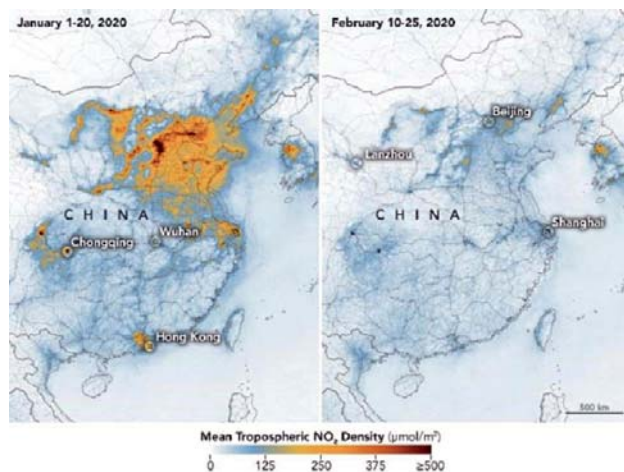 January 1-20, 2020
CHINA
Wuhan
Chongqing
Hong Kong
February 10-25, 2020
Beijing
Lanzhou
CHINA
Shanghai
500 km
Mean Tropospheric NO₂ Density (μmol/m²)
0 125 250 375 ≥500